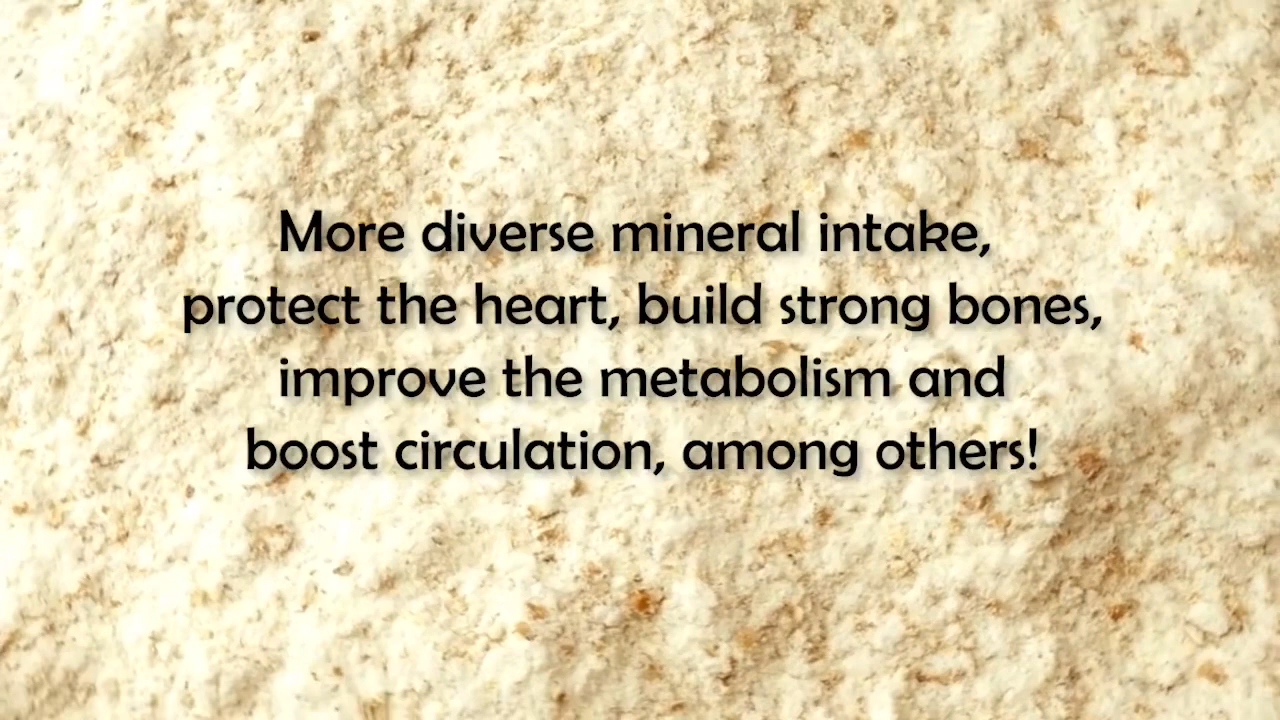 More diverse mineral intake,
protect the heart, build strong bones,
improve the metabolism and
boost circulation, among others!